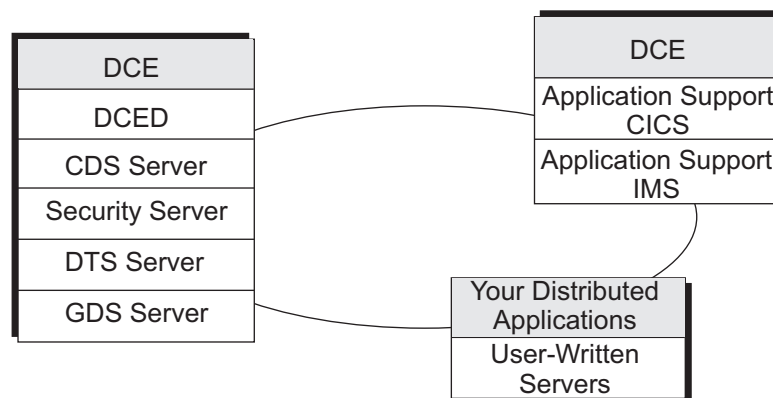 DCE
DCED
CDS Server
Security Server
DTS Server
GDS Server
DCE
Application Support
CICS
Application Support
IMS
Your Distributed
Applications
User-Written
Servers